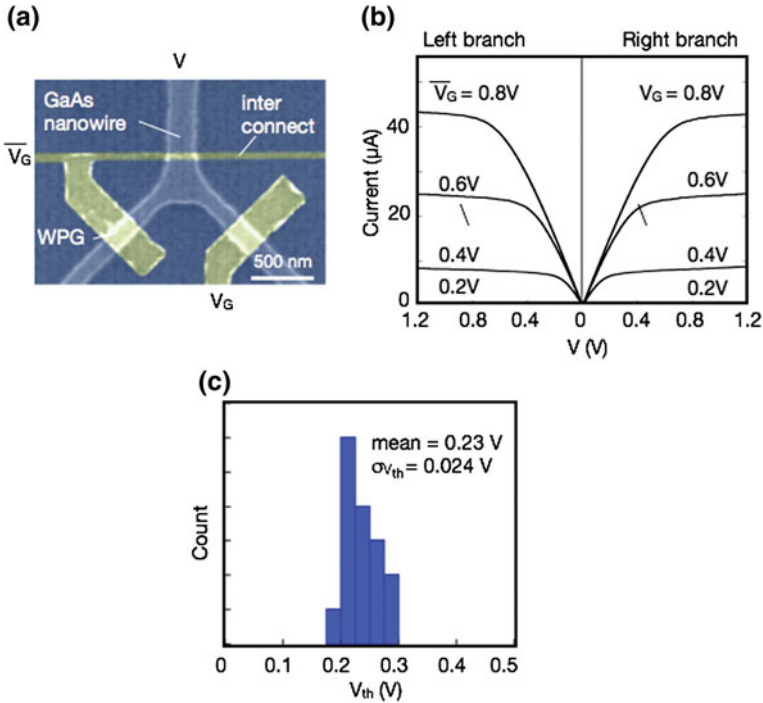 (a)
V
GaAs
nanowire
inter
connect
V̅G
WPG
500 nm
VG
(b)
Left branch
Right branch
V̅G = 0.8V
VG = 0.8V
40
0.6V
0.6V
Current (µA)
20
0.4V
0.4V
0.2V
0.2V
0
1.2
0.8
0.4
0
0.4
0.8
1.2
V (V)
(c)
mean = 0.23 V
σVth= 0.024 V
Count
0
0.1
0.2
0.3
0.4
0.5
Vth (V)